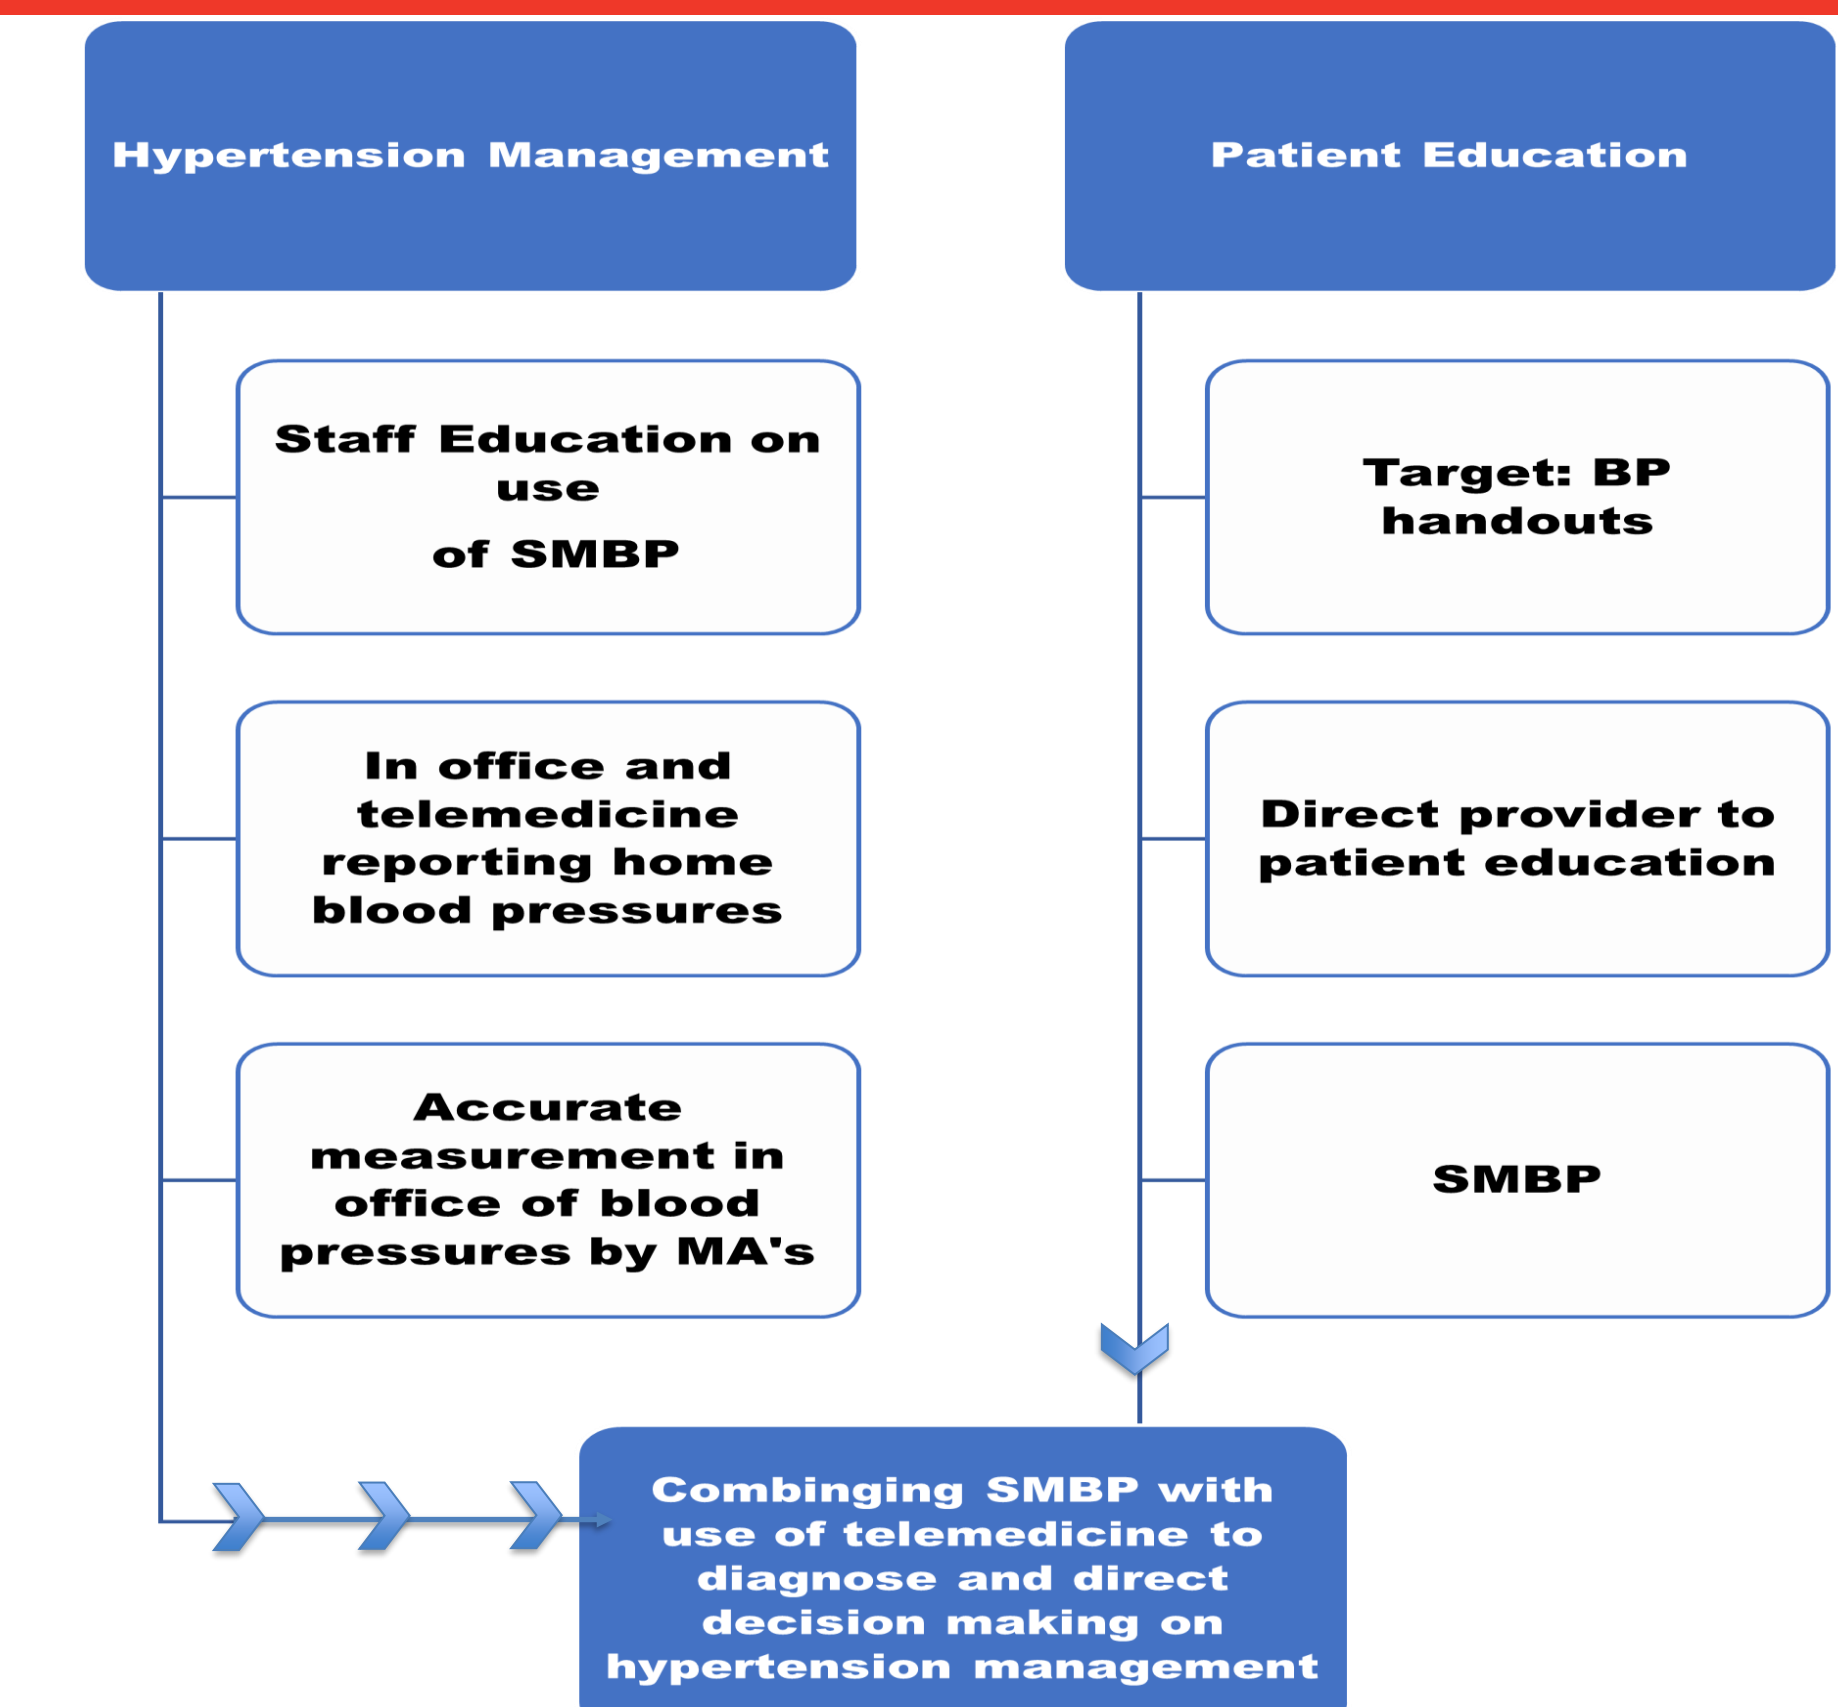 Hypertension Management
Patient Education
Staff Education on
use
of SMBP
Target: BP
handouts
In office and
telemedicine
reporting home
blood pressures
Direct provider to
patient education
Accurate
measurement in
office of blood
pressures by MA's
SMBP
Combinging SMBP with
use of telemedicine to
diagnose and direct
decision making on
hypertension management